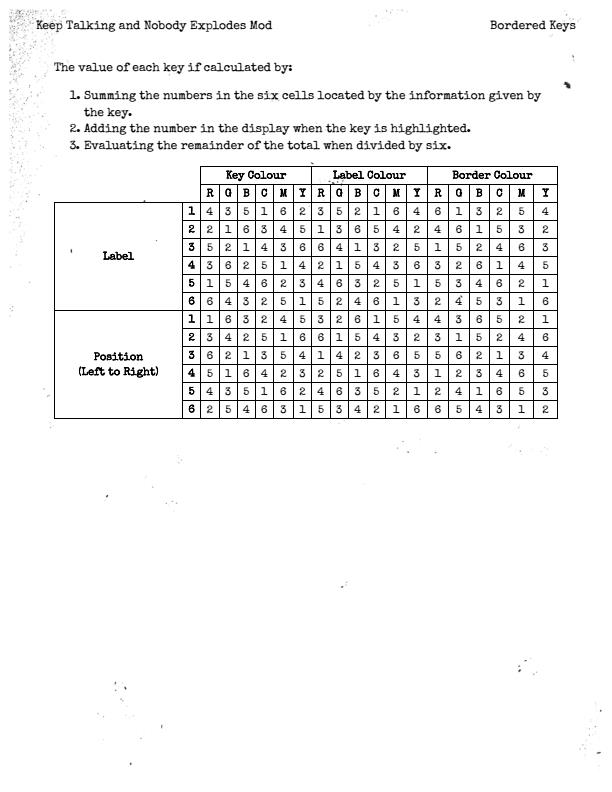 Keep Talking and Nobody Explodes Mod Bordered Keys
The value of each key if calculated by:
1. Summing the numbers in the six cells located by the information given by
the key.
2. Adding the number in the display when the key is highlighted.
3. Evaluating the remainder of the total when divided by six.
Key Colour Label Colour Border Colour
R G B C M Y R G B C M Y R G B C M Y
1 4 3 5 1 6 2 3 5 2 1 6 4 6 1 3 2 5 4
2 2 1 6 3 4 5 1 3 6 5 4 2 4 6 1 5 3 2
Label 3 5 2 1 4 3 6 6 4 1 3 2 5 1 5 2 4 6 3
4 3 6 2 5 1 4 2 1 5 4 3 6 3 2 6 1 4 5
5 1 5 4 6 2 3 4 6 3 2 5 1 5 3 4 6 2 1
6 6 4 3 2 5 1 5 2 4 6 1 3 2 4 5 3 1 6
1 1 6 3 2 4 5 3 2 6 1 5 4 4 3 6 5 2 1
2 3 4 2 5 1 6 6 1 5 4 3 2 3 1 5 2 4 6
Position 3 6 2 1 3 5 4 1 4 2 3 6 5 5 6 2 1 3 4
(Left to Right) 4 5 1 6 4 2 3 2 5 1 6 4 3 1 2 3 4 6 5
5 4 3 5 1 6 2 4 6 3 5 2 1 2 4 1 6 5 3
6 2 5 4 6 3 1 5 3 4 2 1 6 6 5 4 3 1 2